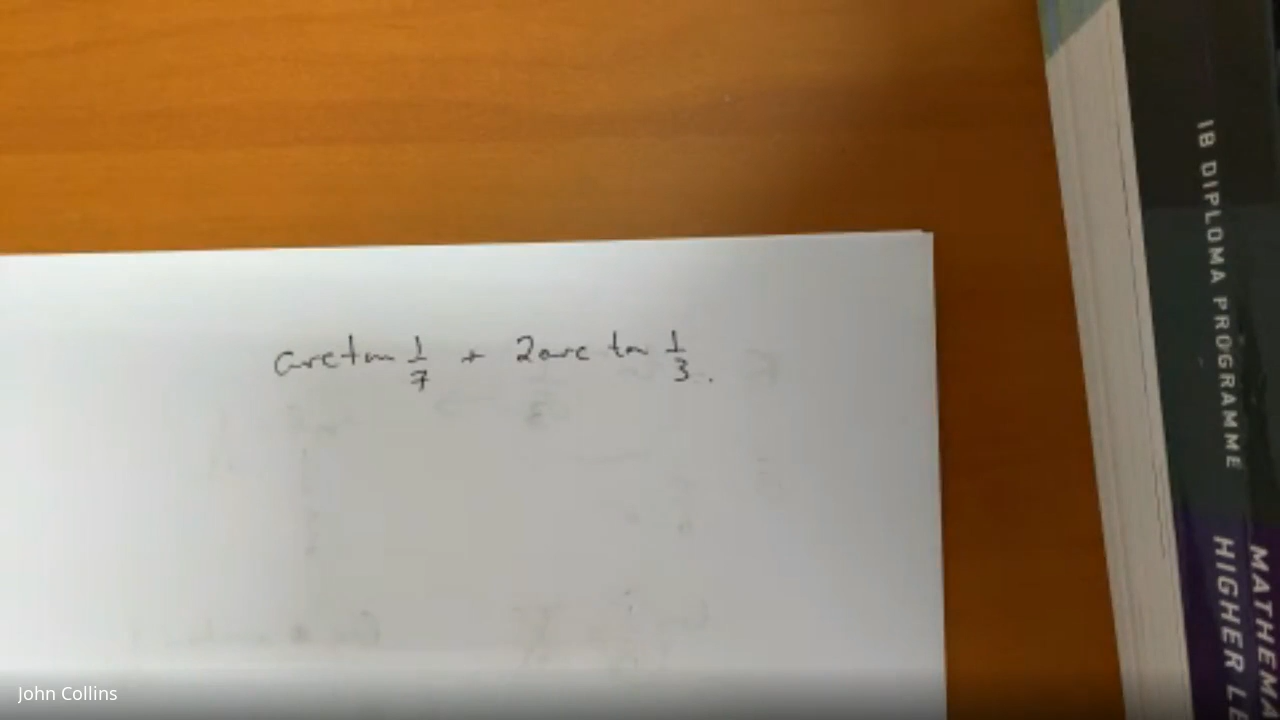 arctan 1/7 + 2arc tan 1/3.
IB DIPLOMA PROGRAMME
MATHEMA
HIGHER LE
John Collins